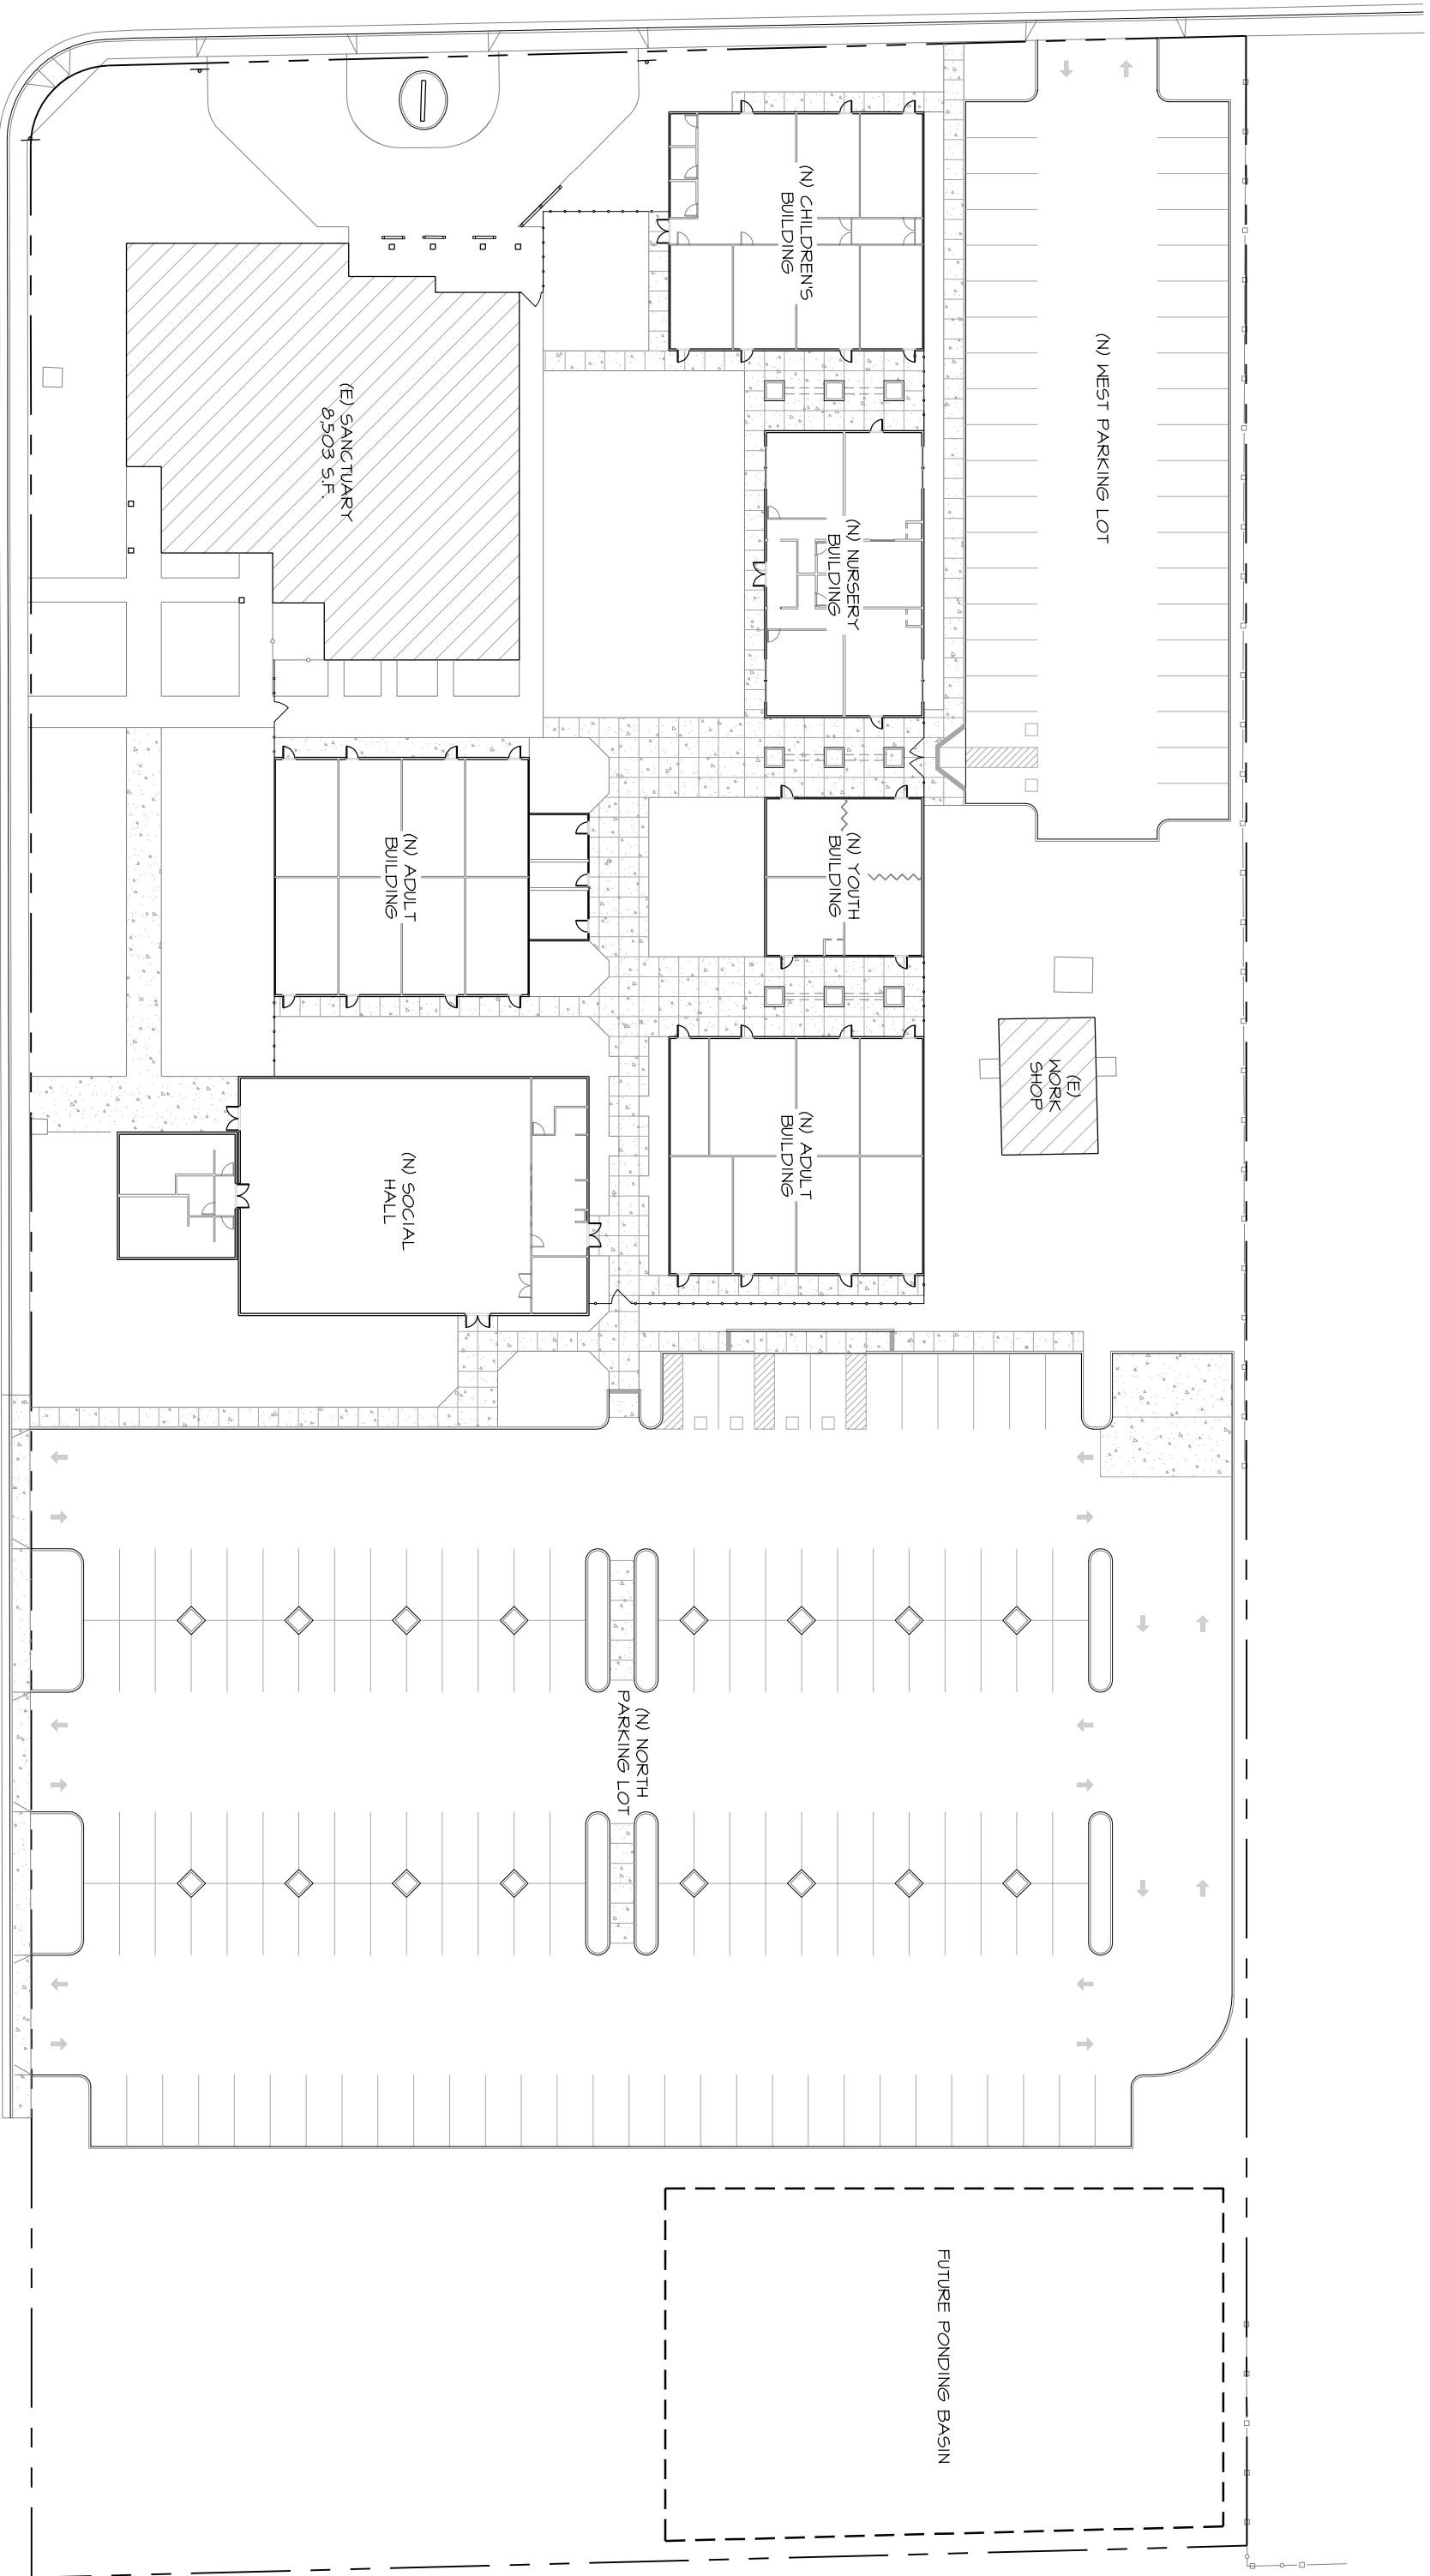 (N) CHILDREN'S
BUILDING
(N) WEST PARKING LOT
(E) SANCTUARY
8,503 S.F.
(N) NURSERY
BUILDING
(N) ADULT
BUILDING
(N) YOUTH
BUILDING
(E)
WORK
SHOP
(N) SOCIAL
HALL
(N) ADULT
BUILDING
(N) NORTH
PARKING LOT
FUTURE PONDING BASIN